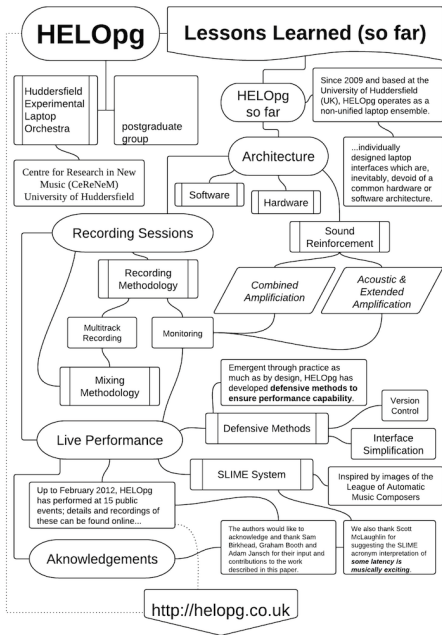 HELOpg
Lessons Learned (so far)
Huddersfield
Experimental
Laptop
Orchestra
postgraduate
group
Centre for Research in New
Music (CeReNeM)
University of Huddersfield
HELOpg
so far
Since 2009 and based at the
University of Huddersfield
(UK), HELOpg operates as a
non-unified laptop ensemble.
...individually
designed laptop
interfaces which are,
inevitably, devoid of a
common hardware or
software architecture.
Architecture
Software
Hardware
Sound
Reinforcement
Recording Sessions
Recording
Methodology
Combined
Amplificiation
Acoustic &
Extended
Amplification
Multitrack
Recording
Monitoring
Mixing
Methodology
Emergent through practice as
much as by design, HELOpg has
developed defensive methods to
ensure performance capability.
Version
Control
Defensive Methods
Interface
Simplification
Live Performance
SLIME System
Inspired by images of the
League of Automatic
Music Composers
Up to February 2012, HELOpg
has performed at 15 public
events; details and recordings
of these can be found online...
The authors would like to
acknowledge and thank Sam
Birkhead, Graham Booth and
Adam Jansch for their input and
contributions to the work
described in this paper.
We also thank Scott
McLaughlin for
suggesting the SLIME
acronym interpretation of
some latency is
musically exciting.
Aknowledgements
http://helopg.co.uk